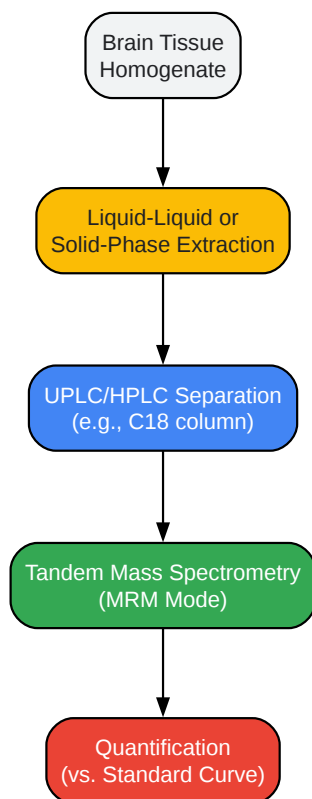 Brain Tissue
Homogenate
Liquid-Liquid or
Solid-Phase Extraction
UPLC/HPLC Separation
(e.g., C18 column)
Tandem Mass Spectrometry
(MRM Mode)
Quantification
(vs. Standard Curve)